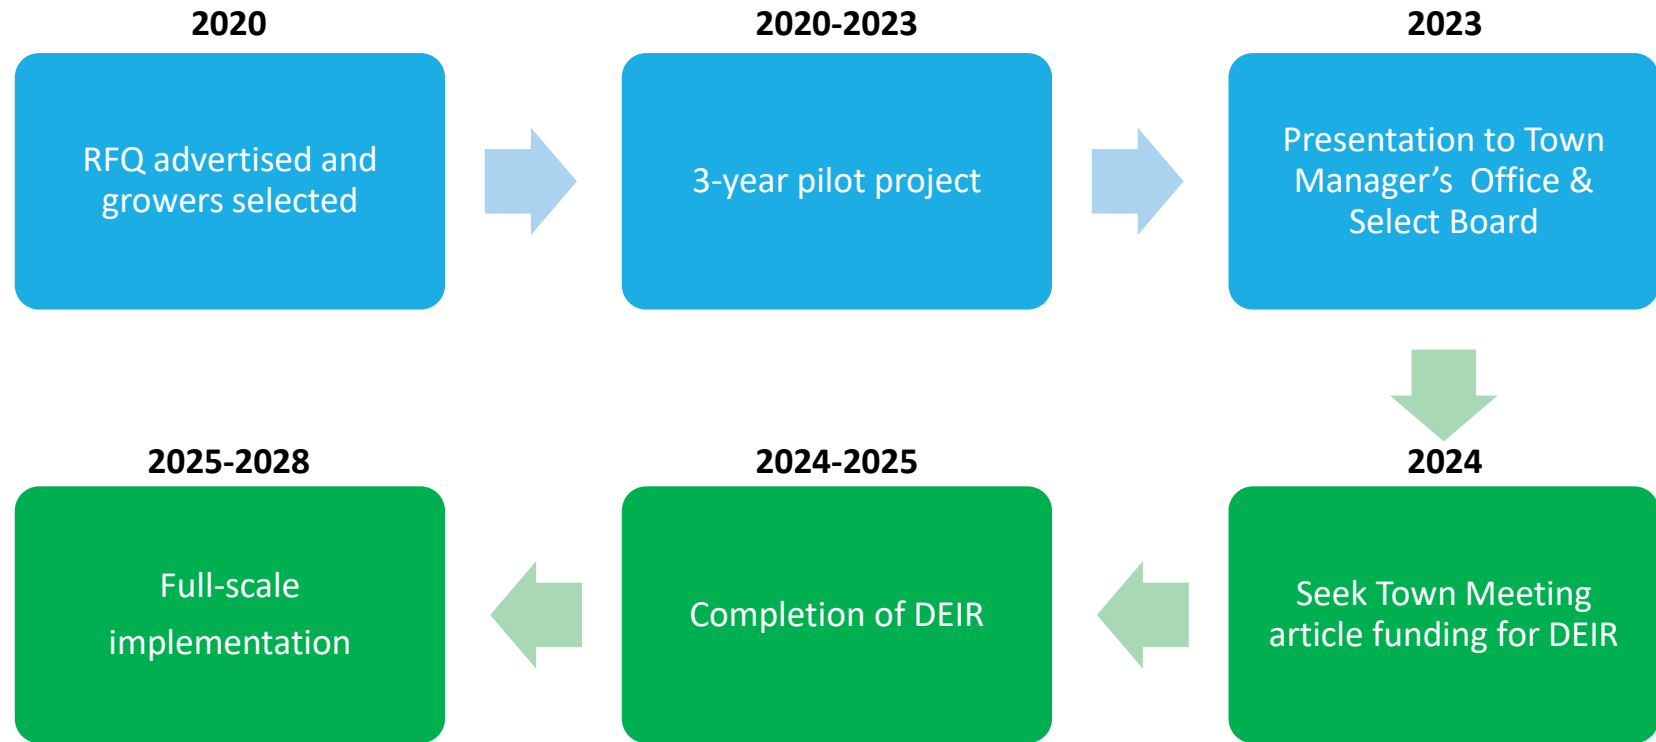 2020
RFQ advertised and
growers selected
2020-2023
3-year pilot project
2023
Presentation to Town
Manager’s  Office &
Select Board
2024
Seek Town Meeting
article funding for DEIR
2024-2025
Completion of DEIR
2025-2028
Full-scale
implementation